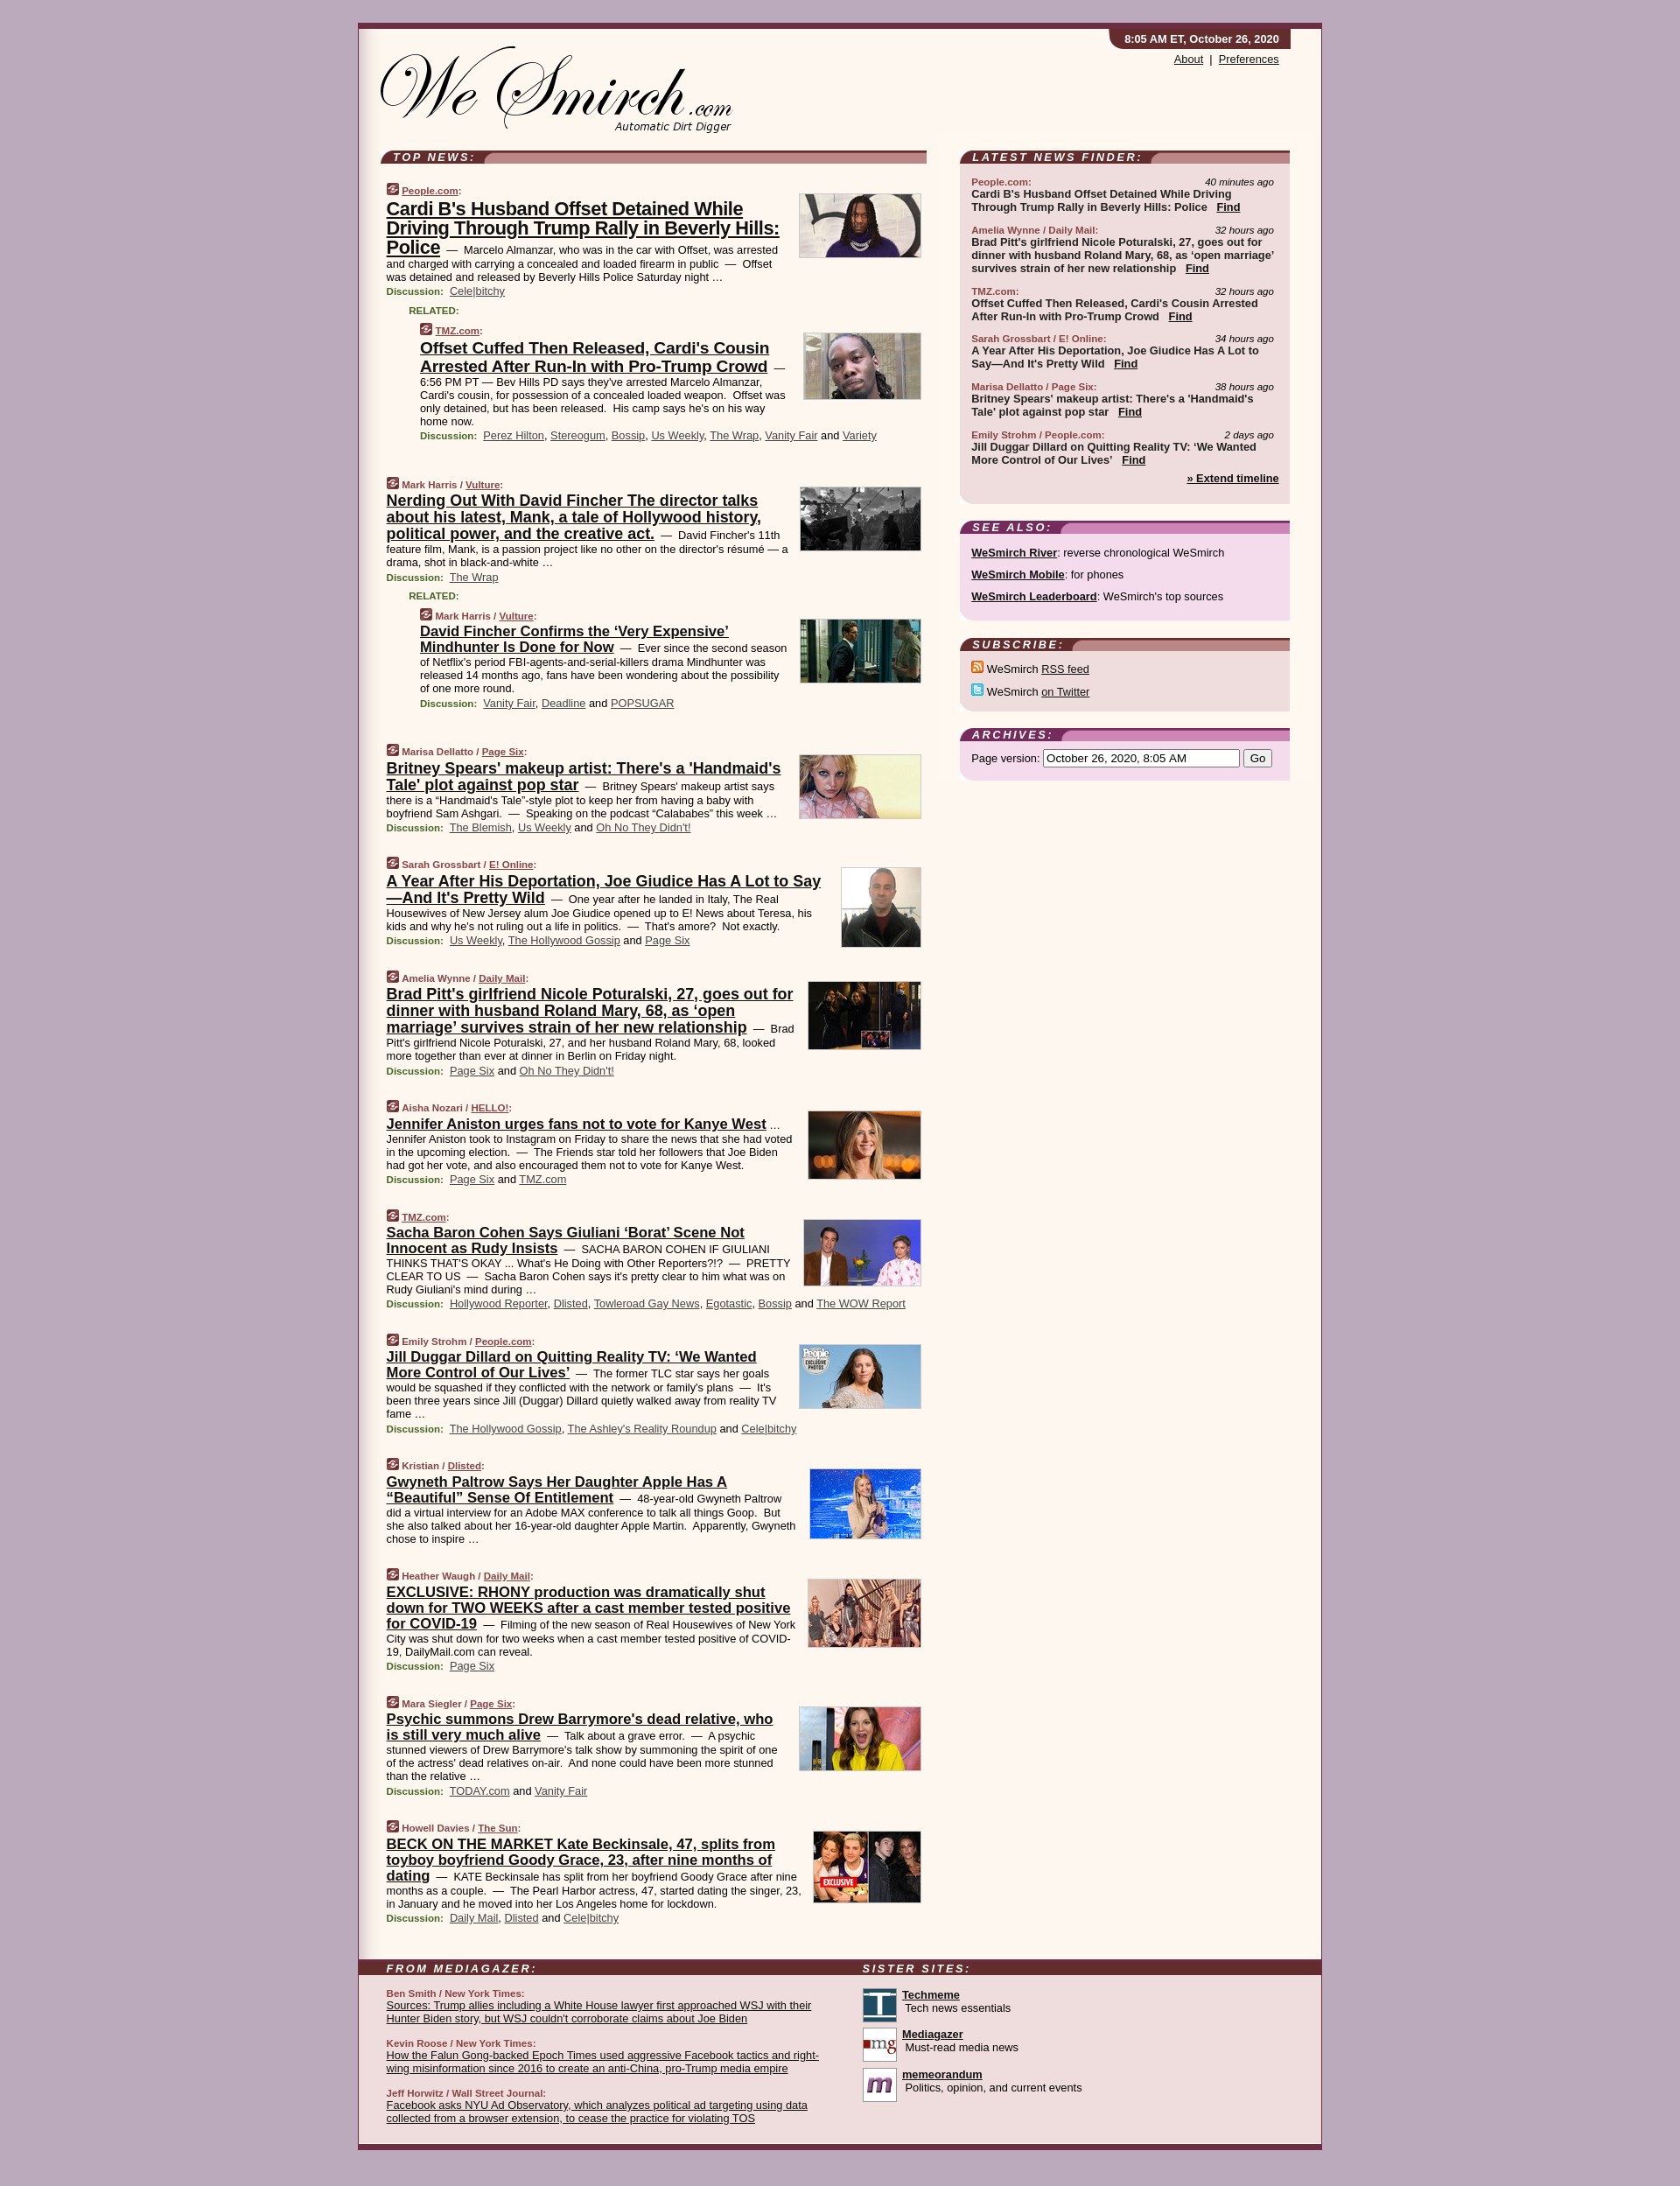 8:05 AM ET, October 26, 2020
About | Preferences
We Smirch.com
Automatic Dirt Digger
TOP NEWS:
People.com:
Cardi B's Husband Offset Detained While
Driving Through Trump Rally in Beverly Hills:
Police — Marcelo Almanzar, who was in the car with Offset, was arrested
and charged with carrying a concealed and loaded firearm in public — Offset
was detained and released by Beverly Hills Police Saturday night …
Discussion: Cele|bitchy
RELATED:
TMZ.com:
Offset Cuffed Then Released, Cardi's Cousin
Arrested After Run-In with Pro-Trump Crowd —
6:56 PM PT — Bev Hills PD says they've arrested Marcelo Almanzar,
Cardi's cousin, for possession of a concealed loaded weapon. Offset was
only detained, but has been released. His camp says he's on his way
home now.
Discussion: Perez Hilton, Stereogum, Bossip, Us Weekly, The Wrap, Vanity Fair and Variety
Mark Harris / Vulture:
Nerding Out With David Fincher The director talks
about his latest, Mank, a tale of Hollywood history,
political power, and the creative act. — David Fincher's 11th
feature film, Mank, is a passion project like no other on the director's résumé — a
drama, shot in black-and-white …
Discussion: The Wrap
RELATED:
Mark Harris / Vulture:
David Fincher Confirms the ‘Very Expensive’
Mindhunter Is Done for Now — Ever since the second season
of Netflix's period FBI-agents-and-serial-killers drama Mindhunter was
released 14 months ago, fans have been wondering about the possibility
of one more round.
Discussion: Vanity Fair, Deadline and POPSUGAR
Marisa Dellatto / Page Six:
Britney Spears' makeup artist: There's a 'Handmaid's
Tale' plot against pop star — Britney Spears' makeup artist says
there is a “Handmaid's Tale”-style plot to keep her from having a baby with
boyfriend Sam Ashgari. — Speaking on the podcast “Calababes” this week …
Discussion: The Blemish, Us Weekly and Oh No They Didn't!
Sarah Grossbart / E! Online:
A Year After His Deportation, Joe Giudice Has A Lot to Say
—And It's Pretty Wild — One year after he landed in Italy, The Real
Housewives of New Jersey alum Joe Giudice opened up to E! News about Teresa, his
kids and why he's not ruling out a life in politics. — That's amore? Not exactly.
Discussion: Us Weekly, The Hollywood Gossip and Page Six
Amelia Wynne / Daily Mail:
Brad Pitt's girlfriend Nicole Poturalski, 27, goes out for
dinner with husband Roland Mary, 68, as ‘open
marriage’ survives strain of her new relationship — Brad
Pitt's girlfriend Nicole Poturalski, 27, and her husband Roland Mary, 68, looked
more together than ever at dinner in Berlin on Friday night.
Discussion: Page Six and Oh No They Didn't!
Aisha Nozari / HELLO!:
Jennifer Aniston urges fans not to vote for Kanye West …
Jennifer Aniston took to Instagram on Friday to share the news that she had voted
in the upcoming election. — The Friends star told her followers that Joe Biden
had got her vote, and also encouraged them not to vote for Kanye West.
Discussion: Page Six and TMZ.com
TMZ.com:
Sacha Baron Cohen Says Giuliani ‘Borat’ Scene Not
Innocent as Rudy Insists — SACHA BARON COHEN IF GIULIANI
THINKS THAT'S OKAY ... What's He Doing with Other Reporters?!? — PRETTY
CLEAR TO US — Sacha Baron Cohen says it's pretty clear to him what was on
Rudy Giuliani's mind during …
Discussion: Hollywood Reporter, Dlisted, Towleroad Gay News, Egotastic, Bossip and The WOW Report
Emily Strohm / People.com:
Jill Duggar Dillard on Quitting Reality TV: ‘We Wanted
More Control of Our Lives’ — The former TLC star says her goals
would be squashed if they conflicted with the network or family's plans — It's
been three years since Jill (Duggar) Dillard quietly walked away from reality TV
fame …
Discussion: The Hollywood Gossip, The Ashley's Reality Roundup and Cele|bitchy
People
EXCLUSIVE
PHOTOS
Kristian / Dlisted:
Gwyneth Paltrow Says Her Daughter Apple Has A
“Beautiful” Sense Of Entitlement — 48-year-old Gwyneth Paltrow
did a virtual interview for an Adobe MAX conference to talk all things Goop. But
she also talked about her 16-year-old daughter Apple Martin. Apparently, Gwyneth
chose to inspire …
Heather Waugh / Daily Mail:
EXCLUSIVE: RHONY production was dramatically shut
down for TWO WEEKS after a cast member tested positive
for COVID-19 — Filming of the new season of Real Housewives of New York
City was shut down for two weeks when a cast member tested positive of COVID-
19, DailyMail.com can reveal.
Discussion: Page Six
Mara Siegler / Page Six:
Psychic summons Drew Barrymore's dead relative, who
is still very much alive — Talk about a grave error. — A psychic
stunned viewers of Drew Barrymore's talk show by summoning the spirit of one
of the actress' dead relatives on-air. And none could have been more stunned
than the relative …
Discussion: TODAY.com and Vanity Fair
Howell Davies / The Sun:
BECK ON THE MARKET Kate Beckinsale, 47, splits from
toyboy boyfriend Goody Grace, 23, after nine months of
dating — KATE Beckinsale has split from her boyfriend Goody Grace after nine
months as a couple. — The Pearl Harbor actress, 47, started dating the singer, 23,
in January and he moved into her Los Angeles home for lockdown.
Discussion: Daily Mail, Dlisted and Cele|bitchy
EXCLUSIVE
LATEST NEWS FINDER:
People.com: 40 minutes ago
Cardi B's Husband Offset Detained While Driving
Through Trump Rally in Beverly Hills: Police Find
Amelia Wynne / Daily Mail: 32 hours ago
Brad Pitt's girlfriend Nicole Poturalski, 27, goes out for
dinner with husband Roland Mary, 68, as ‘open marriage’
survives strain of her new relationship Find
TMZ.com: 32 hours ago
Offset Cuffed Then Released, Cardi's Cousin Arrested
After Run-In with Pro-Trump Crowd Find
Sarah Grossbart / E! Online: 34 hours ago
A Year After His Deportation, Joe Giudice Has A Lot to
Say—And It's Pretty Wild Find
Marisa Dellatto / Page Six: 38 hours ago
Britney Spears' makeup artist: There's a 'Handmaid's
Tale' plot against pop star Find
Emily Strohm / People.com: 2 days ago
Jill Duggar Dillard on Quitting Reality TV: ‘We Wanted
More Control of Our Lives’ Find
» Extend timeline
SEE ALSO:
WeSmirch River: reverse chronological WeSmirch
WeSmirch Mobile: for phones
WeSmirch Leaderboard: WeSmirch's top sources
SUBSCRIBE:
WeSmirch RSS feed
WeSmirch on Twitter
ARCHIVES:
Page version: October 26, 2020, 8:05 AM Go
FROM MEDIAGAZER:
Ben Smith / New York Times:
Sources: Trump allies including a White House lawyer first approached WSJ with their
Hunter Biden story, but WSJ couldn't corroborate claims about Joe Biden
Kevin Roose / New York Times:
How the Falun Gong-backed Epoch Times used aggressive Facebook tactics and right-
wing misinformation since 2016 to create an anti-China, pro-Trump media empire
Jeff Horwitz / Wall Street Journal:
Facebook asks NYU Ad Observatory, which analyzes political ad targeting using data
collected from a browser extension, to cease the practice for violating TOS
SISTER SITES:
T
Techmeme
Tech news essentials
mg
Mediagazer
Must-read media news
m
memeorandum
Politics, opinion, and current events